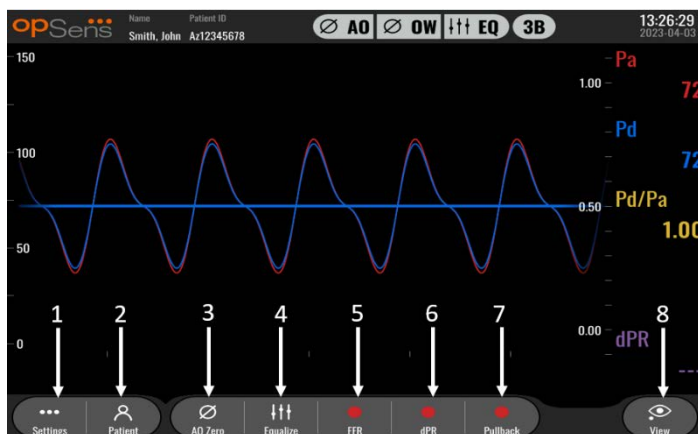 opSens
Name Patient ID
Smith, John Az12345678
Ø AO Ø OW EQ 3B
13:26:29
2023-04-03
150
100
50
0
1.00
0.50
0.00
Pa
72
Pd
72
Pd/Pa
1.00
dPR
---
1 2 3 4 5 6 7 8
Settings Patient AO Zero Equalize FFR dPR Pullback View